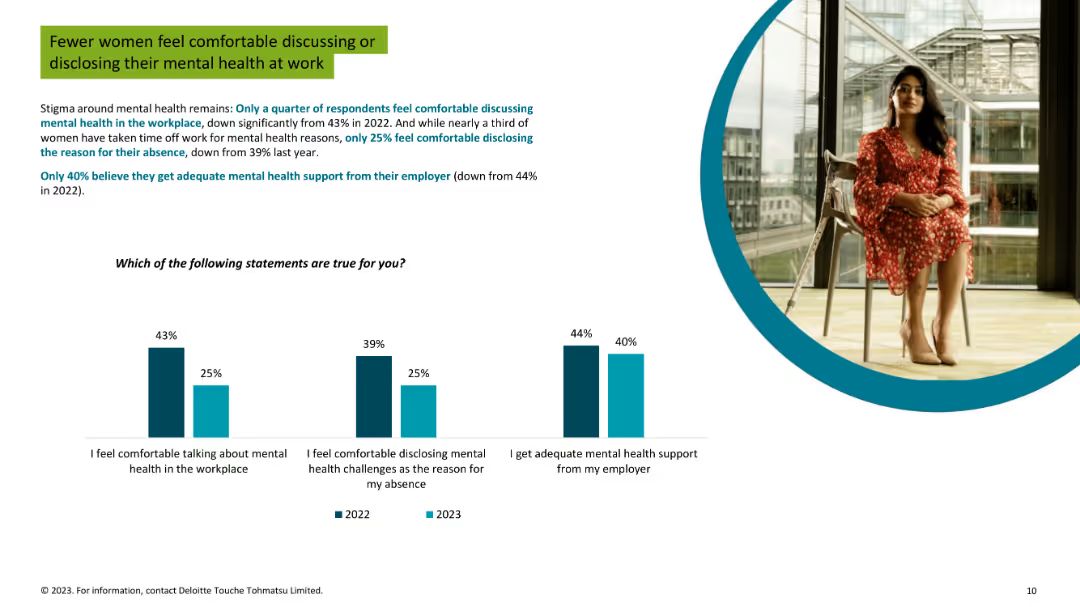 Fewer women feel comfortable discussing or
disclosing their mental health at work
Stigma around mental health remains: Only a quarter of respondents feel comfortable discussing
mental health in the workplace, down significantly from 43% in 2022. And while nearly a third of
women have taken time off work for mental health reasons, only 25% feel comfortable disclosing
the reason for their absence, down from 39% last year.
Only 40% believe they get adequate mental health support from their employer (down from 44%
in 2022).
Which of the following statements are true for you?
43%
25%
39%
25%
44%
40%
I feel comfortable talking about mental
health in the workplace
I feel comfortable disclosing mental
health challenges as the reason for
my absence
I get adequate mental health support
from my employer
2022
2023
© 2023. For information, contact Deloitte Touche Tohmatsu Limited.
10